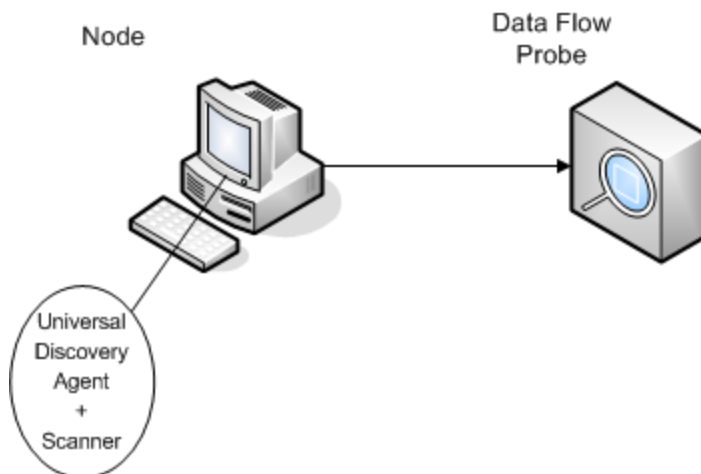 Node
Data Flow
Probe
Universal
Discovery
Agent
+
Scanner